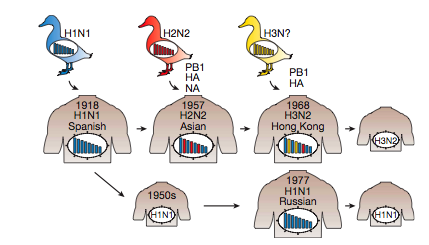 H1N1
H2N2
H3N?
PB1
HA
NA
PB1
HA
1918
H1N1
Spanish
1957
H2N2
Asian
1968
H3N2
Hong Kong
H3N2
1950s
H1N1
1977
H1N1
Russian
H1N1